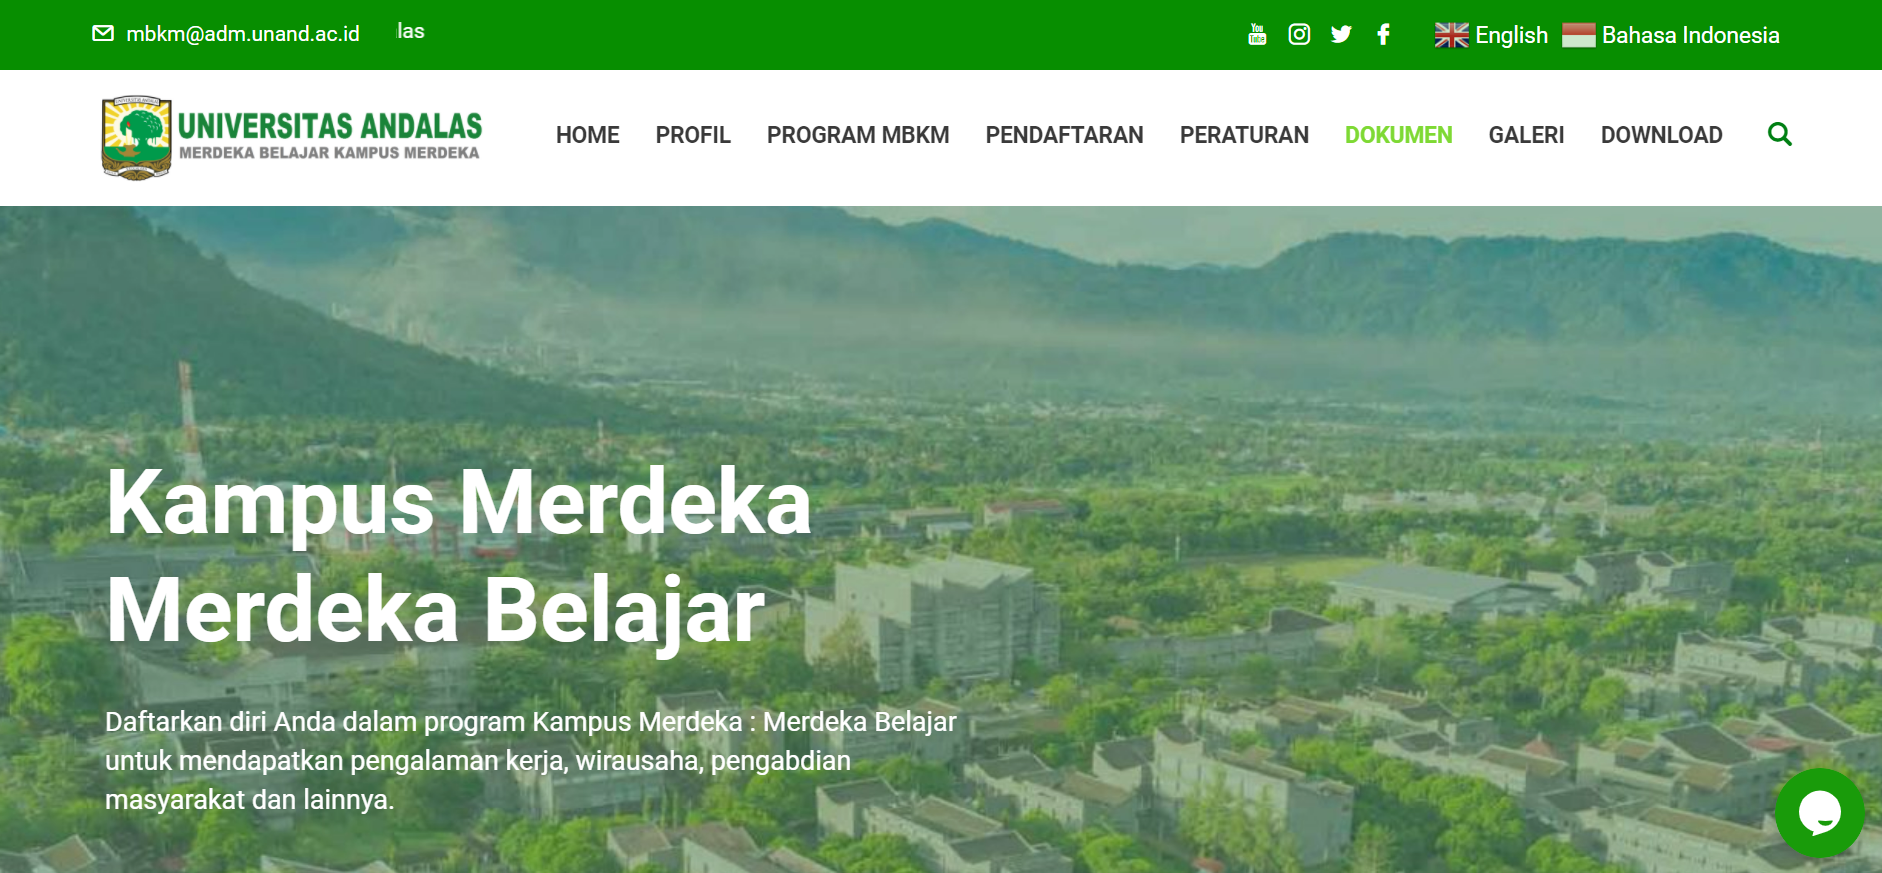 mbkm@adm.unand.ac.id
las
You
Tube
English
Bahasa Indonesia
UNIVERSITAS ANDALAS
MERDEKA BELAJAR KAMPUS MERDEKA
HOME
PROFIL
PROGRAM MBKM
PENDAFTARAN
PERATURAN
DOKUMEN
GALERI
DOWNLOAD
Kampus Merdeka
Merdeka Belajar
Daftarkan diri Anda dalam program Kampus Merdeka : Merdeka Belajar
untuk mendapatkan pengalaman kerja, wirausaha, pengabdian
masyarakat dan lainnya.